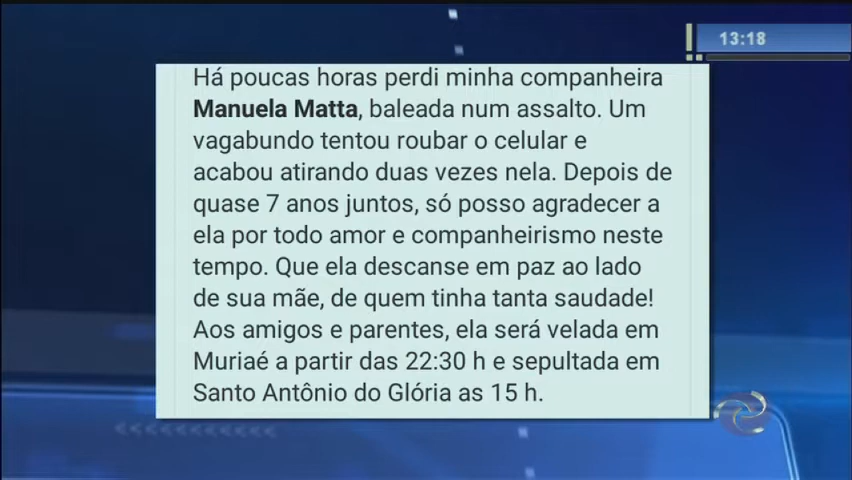 13:18
Há poucas horas perdi minha companheira
Manuela Matta, baleada num assalto. Um
vagabundo tentou roubar o celular e
acabou atirando duas vezes nela. Depois de
quase 7 anos juntos, só posso agradecer a
ela por todo amor e companheirismo neste
tempo. Que ela descanse em paz ao lado
de sua mãe, de quem tinha tanta saudade!
Aos amigos e parentes, ela será velada em
Muriaé a partir das 22:30 h e sepultada em
Santo Antônio do Glória as 15 h.